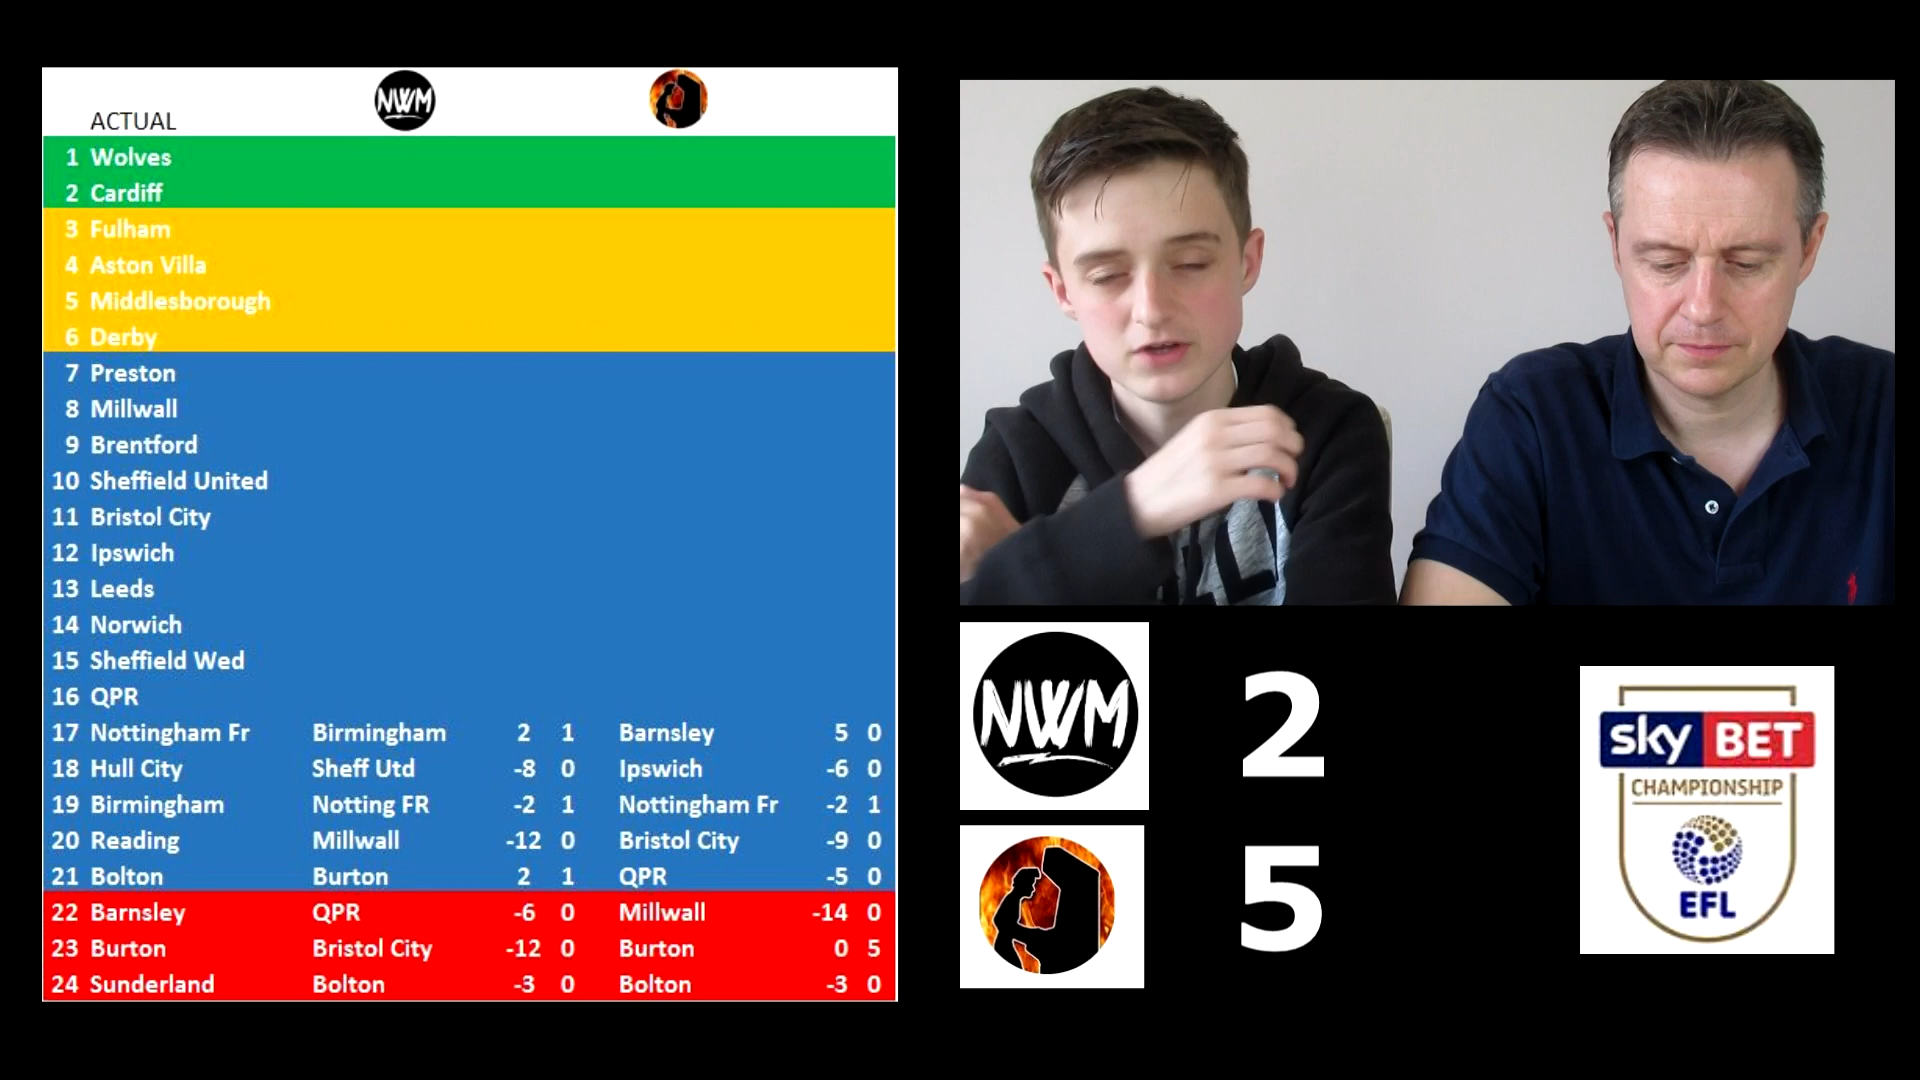 NWM
ACTUAL
1 Wolves
2 Cardiff
3 Fulham
4 Aston Villa
5 Middlesborough
6 Derby
7 Preston
8 Millwall
9 Brentford
10 Sheffield United
11 Bristol City
12 Ipswich
13 Leeds
14 Norwich
15 Sheffield Wed
16 QPR
17 Nottingham Fr Birmingham 2 1 Barnsley 5 0
18 Hull City Sheff Utd -8 0 Ipswich -6 0
19 Birmingham Notting FR -2 1 Nottingham Fr -2 1
20 Reading Millwall -12 0 Bristol City -9 0
21 Bolton Burton 2 1 QPR -5 0
22 Barnsley QPR -6 0 Millwall -14 0
23 Burton Bristol City -12 0 Burton 0 5
24 Sunderland Bolton -3 0 Bolton -3 0
NWM 2
5
sky BET
CHAMPIONSHIP
EFL